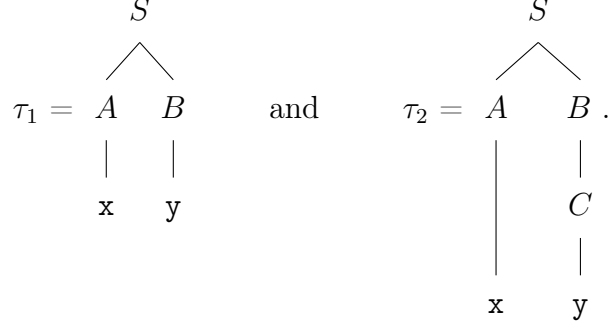 S S
τ₁ = A B and τ₂ = A B .
x y C
x y